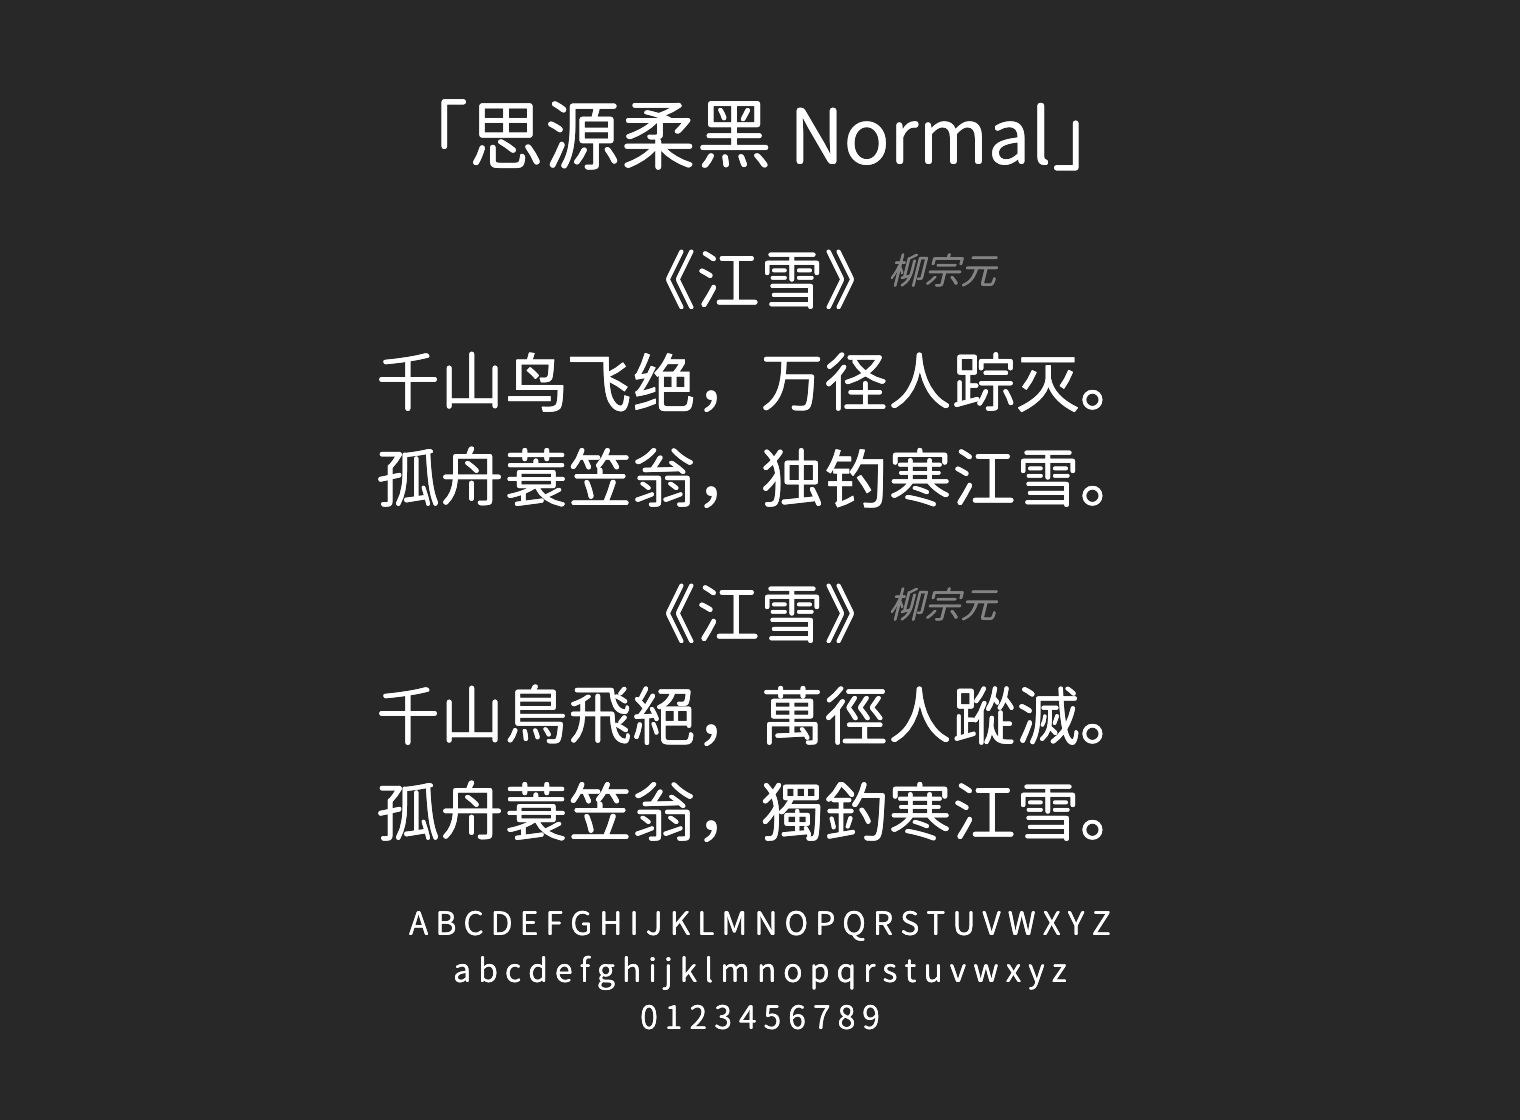 「思源柔黑 Normal」
《江雪》 柳宗元
千山鸟飞绝，万径人踪灭。
孤舟蓑笠翁，独钓寒江雪。
《江雪》 柳宗元
千山鳥飛絕，萬徑人蹤滅。
孤舟蓑笠翁，獨釣寒江雪。
A B C D E F G H I J K L M N O P Q R S T U V W X Y Z
a b c d e f g h i j k l m n o p q r s t u v w x y z
0 1 2 3 4 5 6 7 8 9